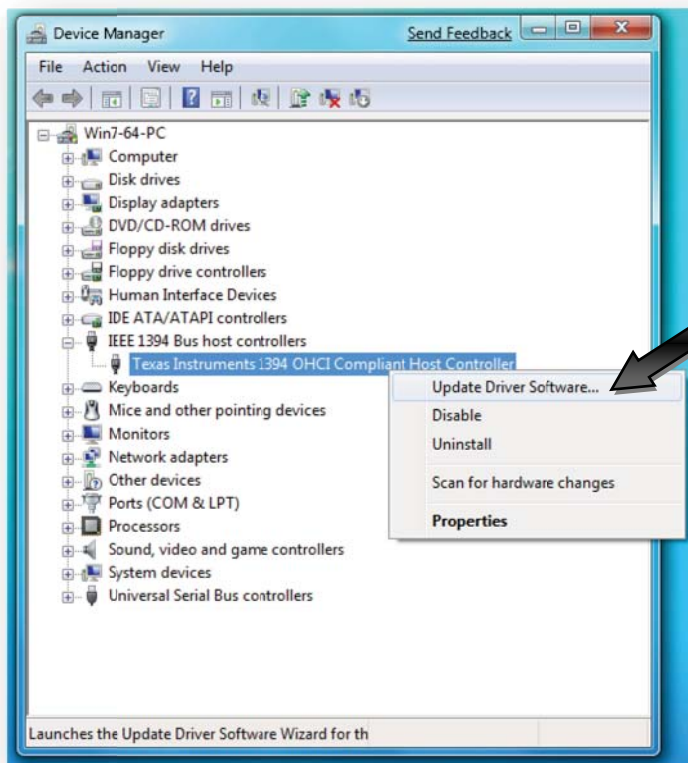 Device Manager
Send Feedback
File Action View Help
Win7-64-PC
Computer
Disk drives
Display adapters
DVD/CD-ROM drives
Floppy disk drives
Floppy drive controllers
Human Interface Devices
IDE ATA/ATAPI controllers
IEEE 1394 Bus host controllers
Texas Instruments 1394 OHCI Compliant Host Controller
Keyboards
Mice and other pointing devices
Monitors
Network adapters
Other devices
Ports (COM & LPT)
Processors
Sound, video and game controllers
System devices
Universal Serial Bus controllers
Update Driver Software...
Disable
Uninstall
Scan for hardware changes
Properties
Launches the Update Driver Software Wizard for th